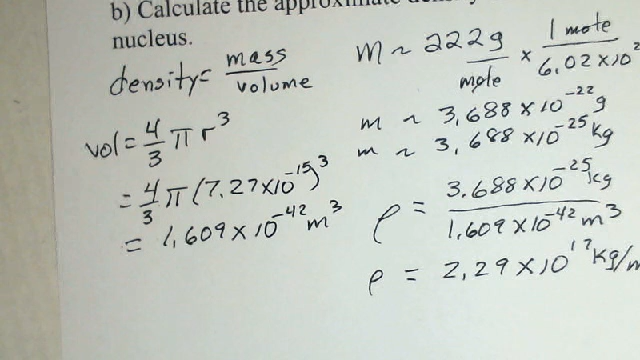 b) Calculate the approximate
nucleus.
density = mass / volume
vol = 4/3 π r³
= 4/3 π (7.27 x 10⁻¹⁵)³
= 1.609 x 10⁻⁴² m³
m ~ 222g / mole x 1 mole / 6.02 x 10²
m ~ 3.688 x 10⁻²² g
m ~ 3.688 x 10⁻²⁵ kg
ρ = 3.688 x 10⁻²⁵ kg / 1.609 x 10⁻⁴² m³
ρ = 2.29 x 10¹⁷ kg/m